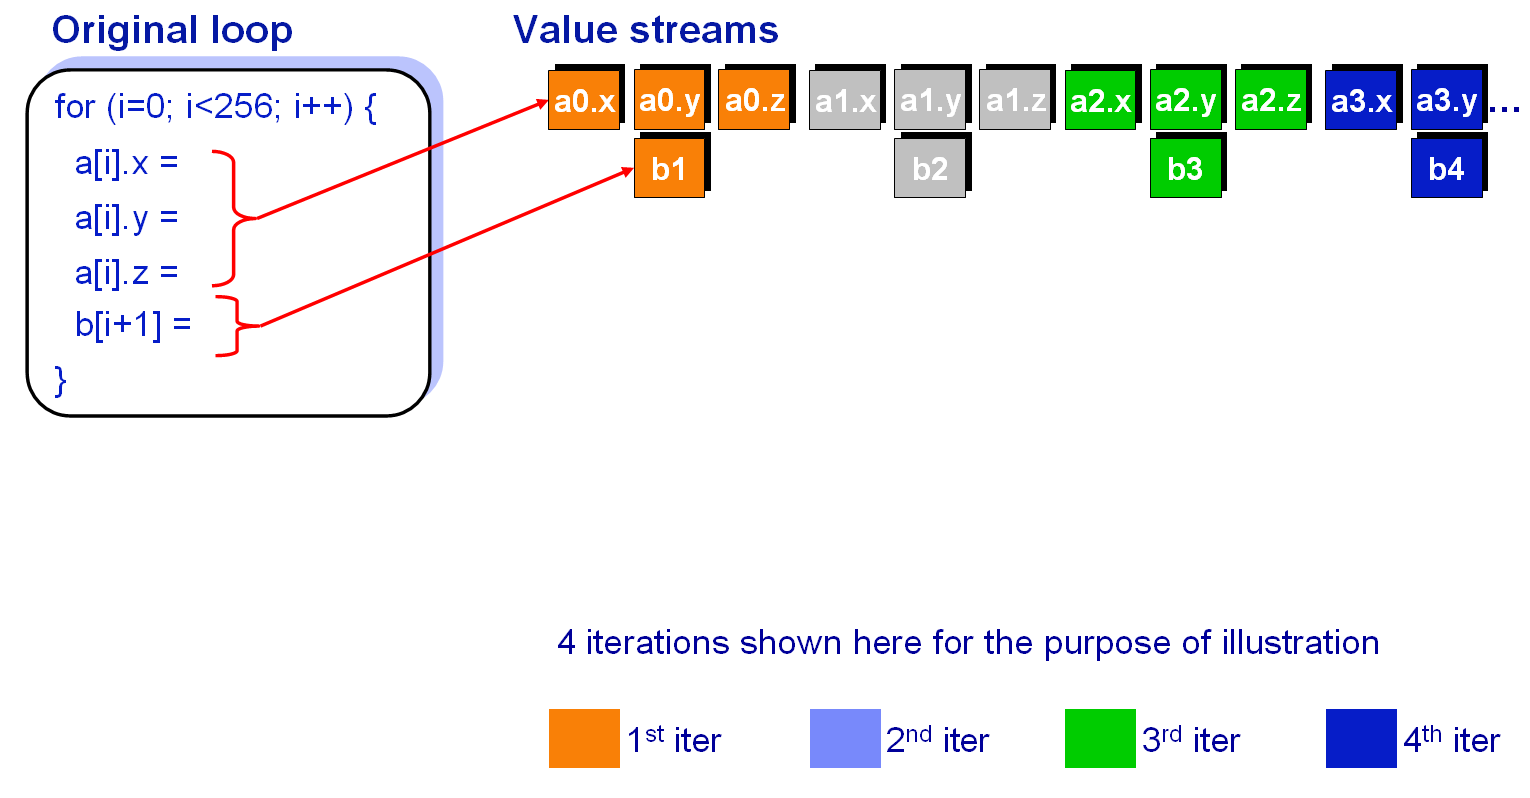 Original loop
for (i=0; i<256; i++) {
a[i].x =
a[i].y =
a[i].z =
b[i+1] =
}
Value streams
a0.x a0.y a0.z a1.x a1.y a1.z a2.x a2.y a2.z a3.x a3.y ...
b1 b2 b3 b4
4 iterations shown here for the purpose of illustration
1st iter 2nd iter 3rd iter 4th iter